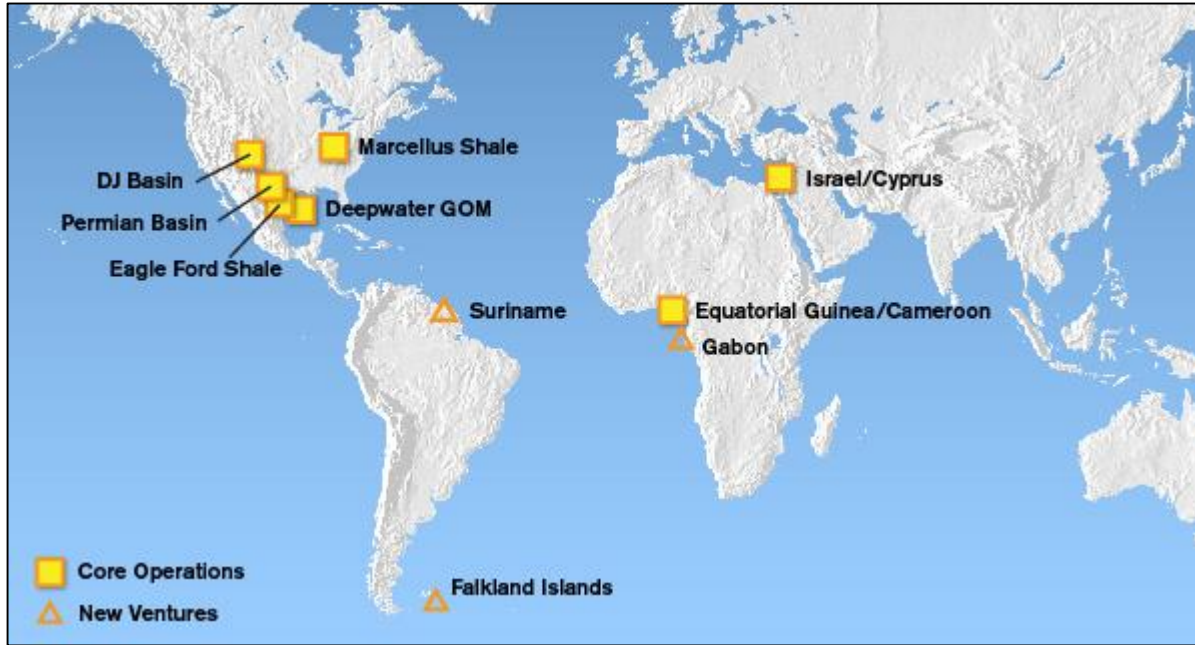 Marcellus Shale
DJ Basin
Israel/Cyprus
Permian Basin
Deepwater GOM
Eagle Ford Shale
Suriname
Equatorial Guinea/Cameroon
Gabon
Core Operations
Falkland Islands
New Ventures